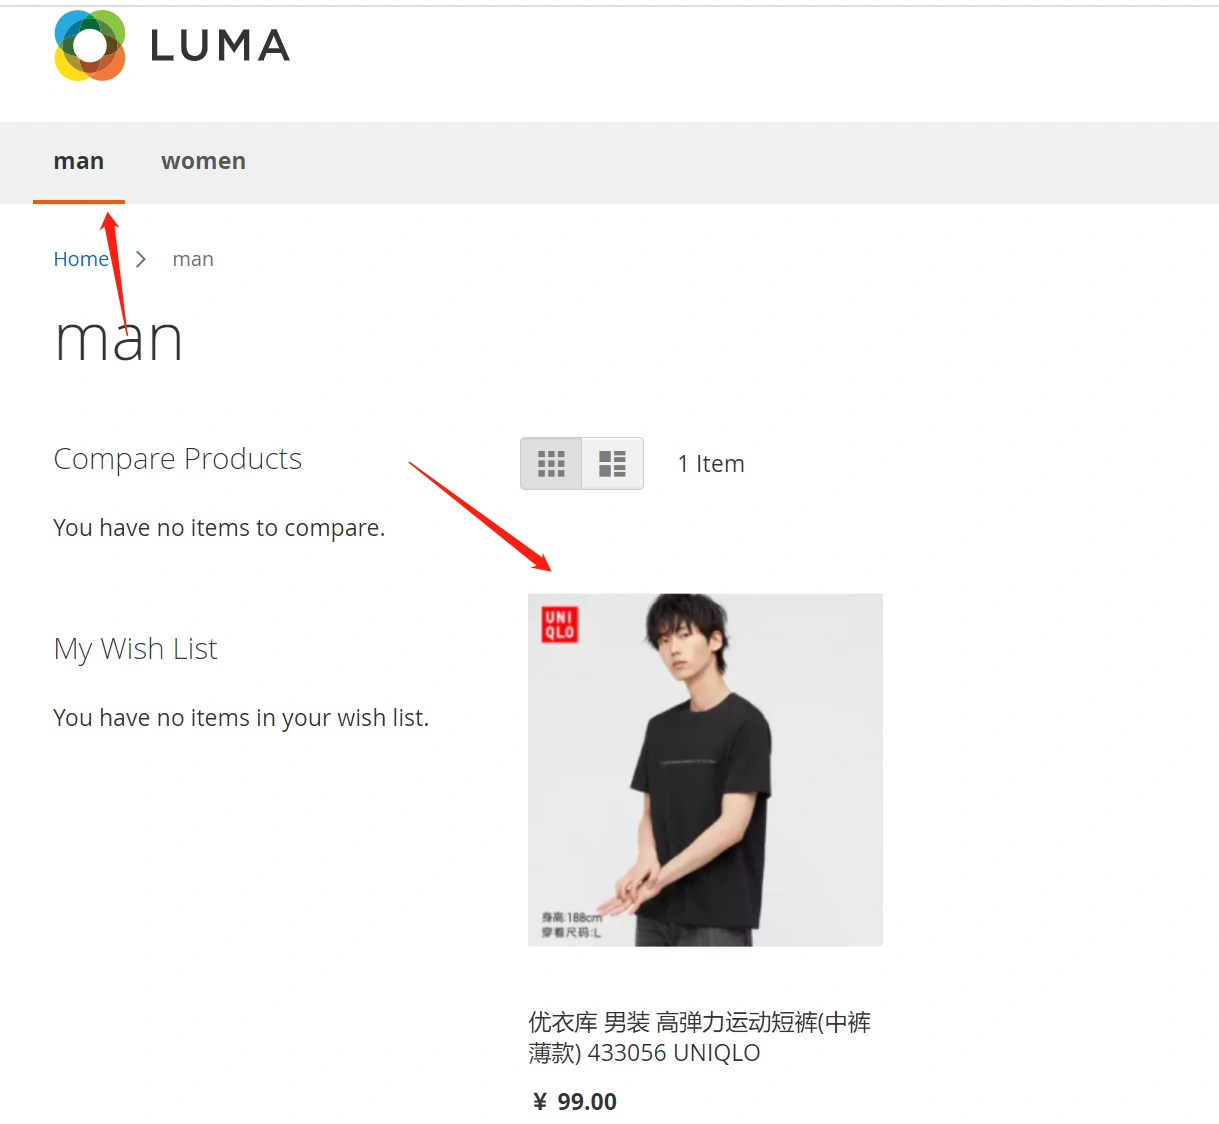 LUMA
man women
Home > man
man
Compare Products
1 Item
You have no items to compare.
My Wish List
You have no items in your wish list.
UNI
QLO
身高:188cm
穿着尺码:L
优衣库 男装 高弹力运动短裤(中裤
薄款) 433056 UNIQLO
¥ 99.00